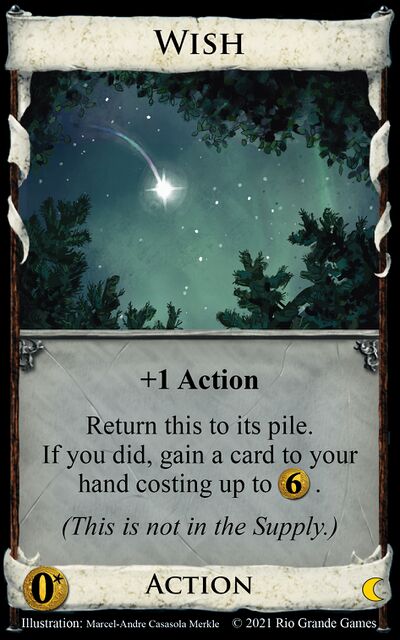 WISH
+1 Action
Return this to its pile.
If you did, gain a card to your
hand costing up to 6 .
(This is not in the Supply.)
0* ACTION
Illustration: Marcel-Andre Casasola Merkle © 2021 Rio Grande Games